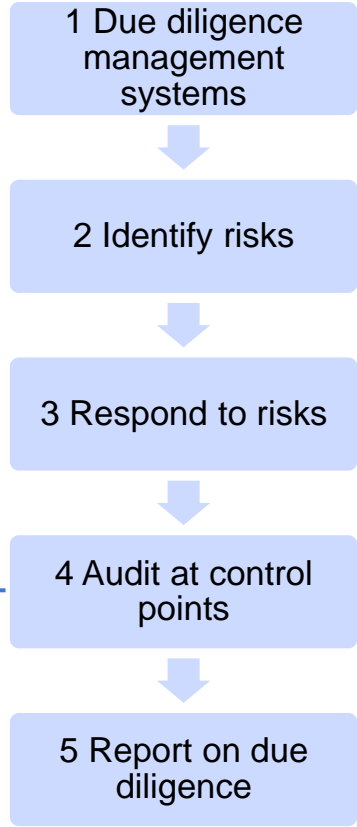 1 Due diligence
management
systems
2 Identify risks
3 Respond to risks
4 Audit at control
points
5 Report on due
diligence